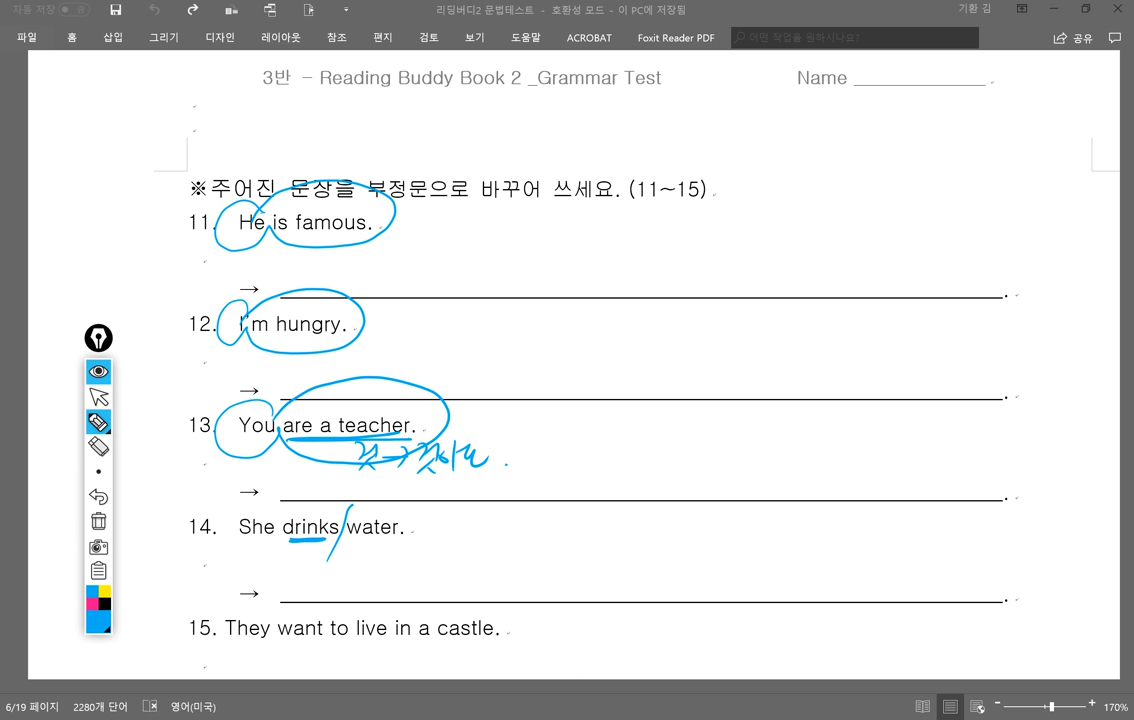 자동 저장
리딩버디2 문법테스트 - 호환성 모드 - 이 PC에 저장됨
기환 김
파일 홈 삽입 그리기 디자인 레이아웃 참조 편지 검토 보기 도움말 ACROBAT Foxit Reader PDF 어떤 작업을 원하시나요? 공유
3반 - Reading Buddy Book 2 _Grammar Test Name _______________
※주어진 문장을 부정문으로 바꾸어 쓰세요. (11~15)
11. He is famous.
→ ______________________________.
12. I'm hungry.
→ ______________________________.
13. You are a teacher.
→ ______________________________.
14. She drinks/water.
→ ______________________________.
15. They want to live in a castle.
6/19 페이지 2280개 단어 영어(미국) 170%